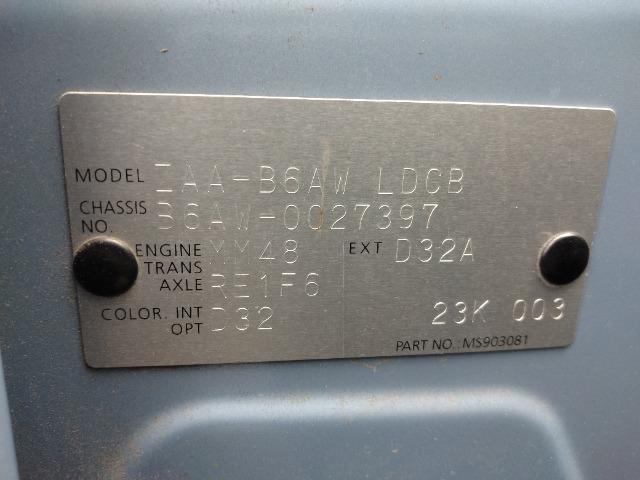 MODEL ZAA-B6AW LDCB
CHASSIS NO. B6AW-0027397
ENGINE MM48 EXT D32A
TRANS AXLE RE1F6
COLOR. INT OPT D32 23K 003
PART NO.: MS903081